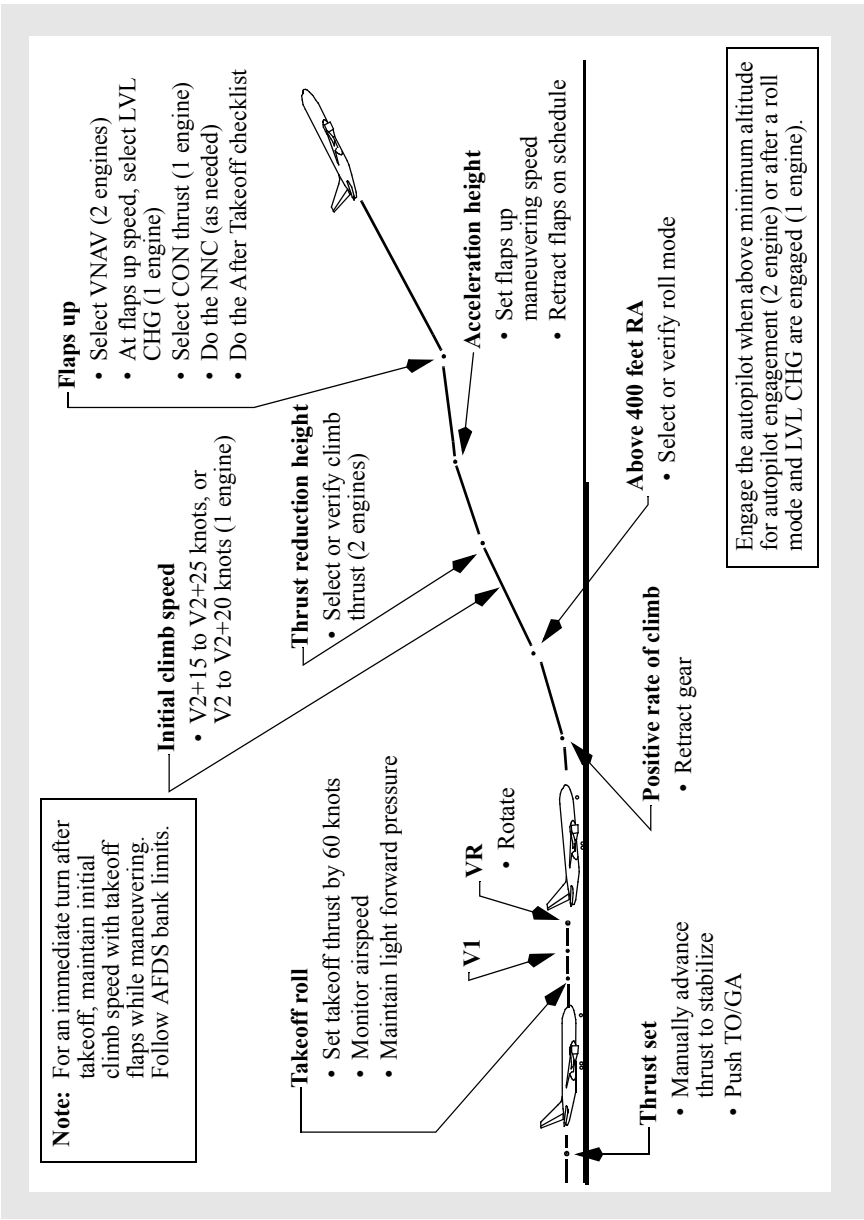 Note: For an immediate turn after
takeoff, maintain initial
climb speed with takeoff
flaps while maneuvering.
Follow AFDS bank limits.
Takeoff roll
• Set takeoff thrust by 60 knots
• Monitor airspeed
• Maintain light forward pressure
V1
VR
• Rotate
Thrust set
• Manually advance
thrust to stabilize
• Push TO/GA
Positive rate of climb
• Retract gear
Initial climb speed
• V2+15 to V2+25 knots, or
V2 to V2+20 knots (1 engine)
Thrust reduction height
• Select or verify climb
thrust (2 engines)
Above 400 feet RA
• Select or verify roll mode
Flaps up
• Select VNAV (2 engines)
• At flaps up speed, select LVL
CHG (1 engine)
• Select CON thrust (1 engine)
• Do the NNC (as needed)
• Do the After Takeoff checklist
Acceleration height
• Set flaps up
maneuvering speed
• Retract flaps on schedule
Engage the autopilot when above minimum altitude
for autopilot engagement (2 engine) or after a roll
mode and LVL CHG are engaged (1 engine).